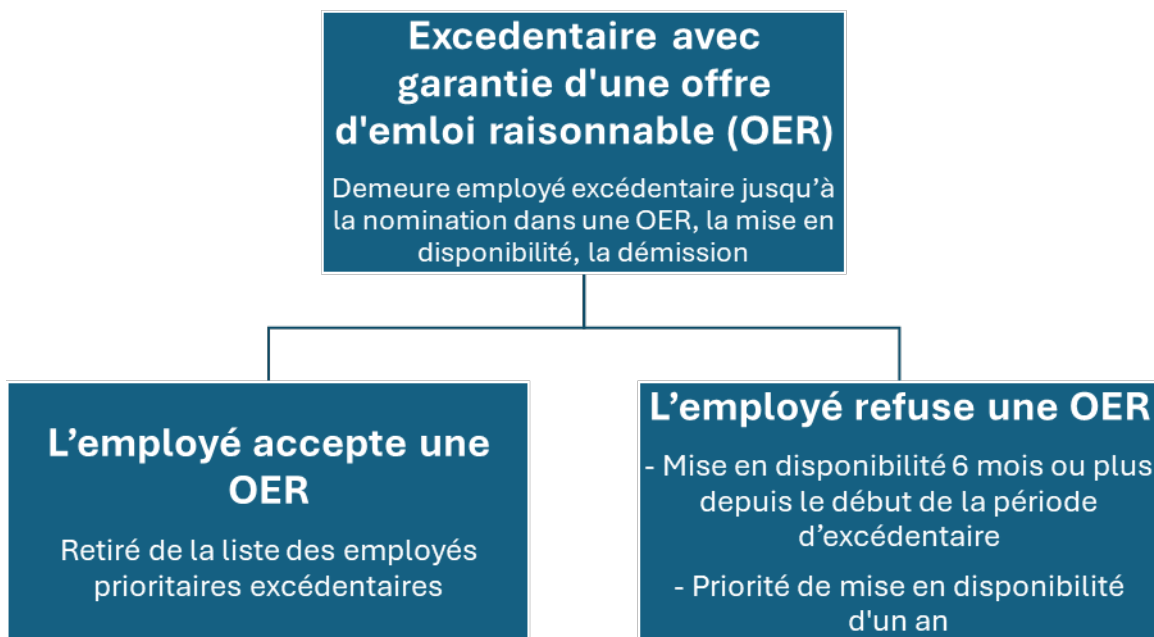 Excedentaire avec
garantie d'une offre
d'emloi raisonnable (OER)
Demeure employé excédentaire jusqu’à
la nomination dans une OER, la mise en
disponibilité, la démission
L’employé accepte une
OER
Retiré de la liste des employés
prioritaires excédentaires
L’employé refuse une OER
- Mise en disponibilité 6 mois ou plus
depuis le début de la période
d’excédentaire
- Priorité de mise en disponibilité
d'un an